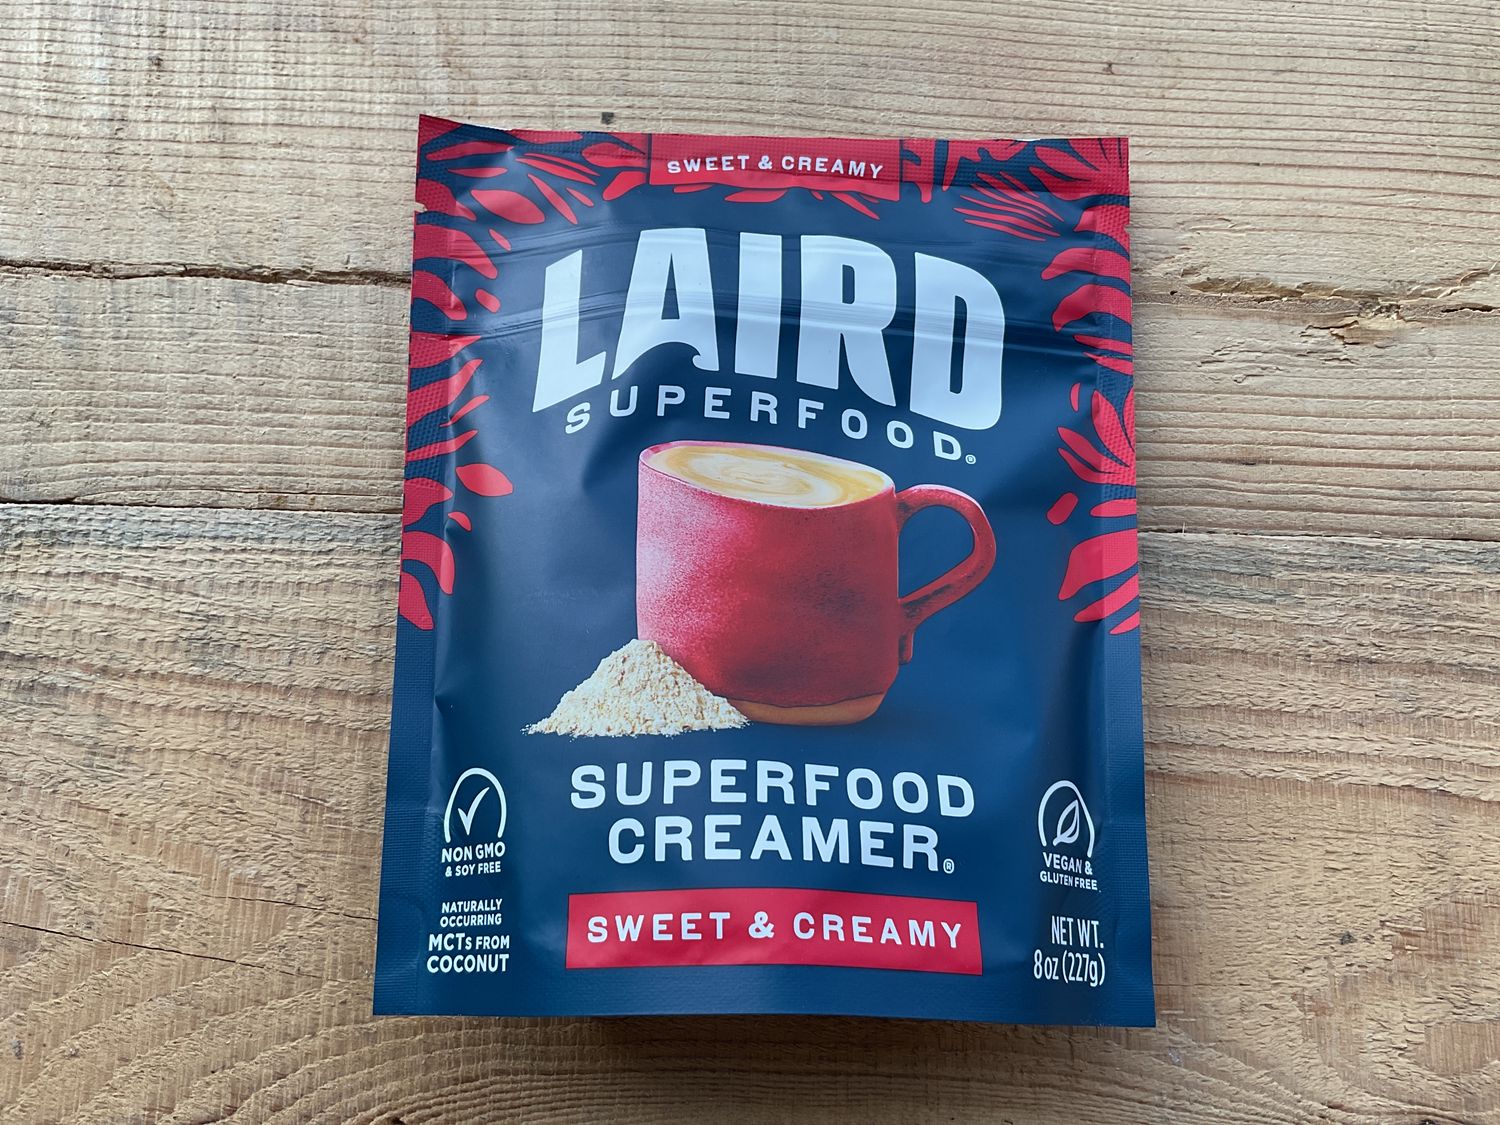 SWEET & CREAMY
LAIRD
SUPERFOOD®
SUPERFOOD
CREAMER®
SWEET & CREAMY
NON GMO
& SOY FREE
NATURALLY
OCCURRING
MCTs FROM
COCONUT
VEGAN &
GLUTEN FREE
NET WT.
8 oz (227g)